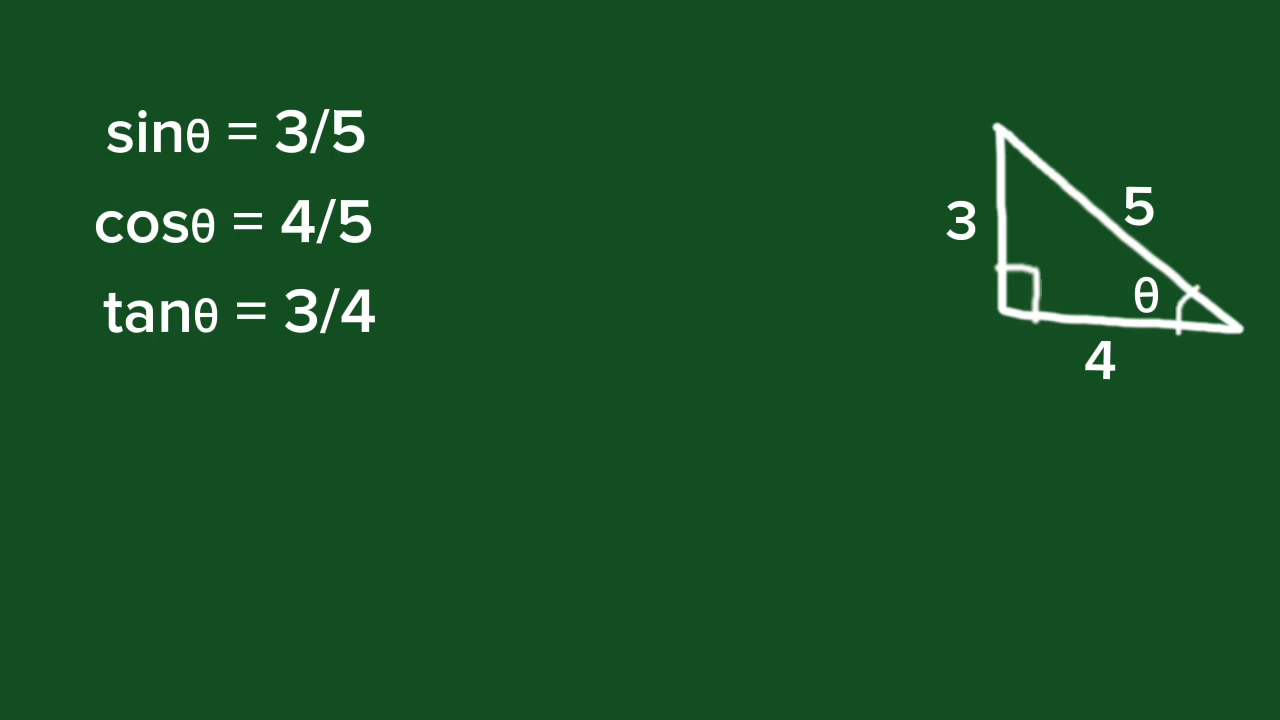 sinθ = 3/5
cosθ = 4/5
tanθ = 3/4
3
5
θ
4